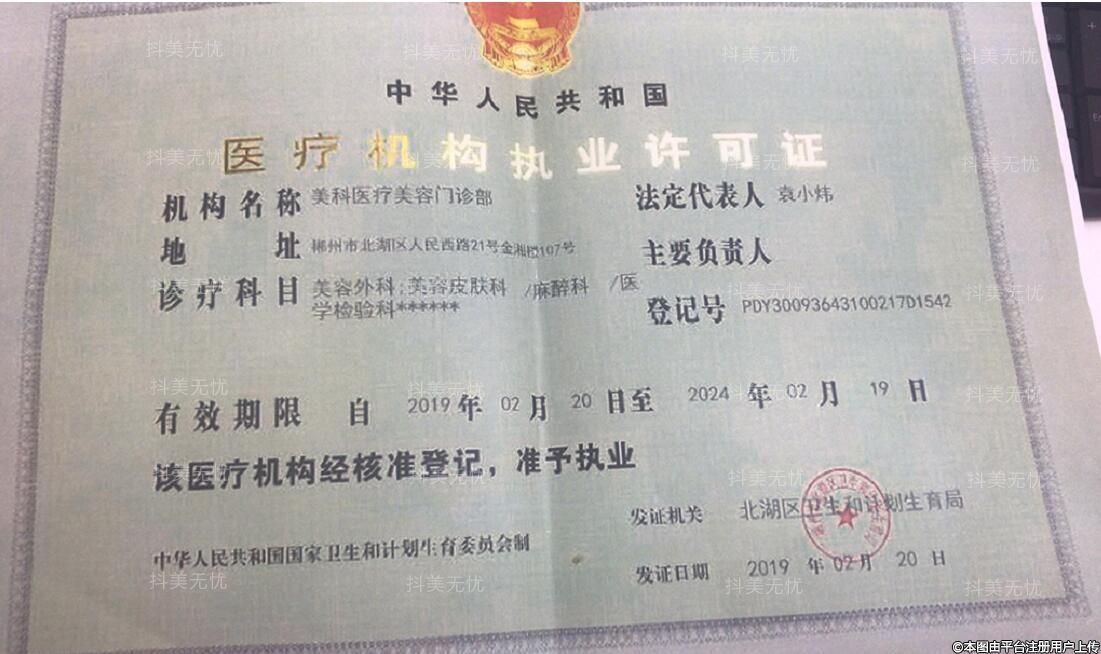 中华人民共和国
医疗机构执业许可证
机构名称 美科医疗美容门诊部
法定代表人 袁小炜
地址 郴州市北湖区人民西路21号金湘楼107号
主要负责人
诊疗科目 美容外科;美容皮肤科 /麻醉科 /医
学检验科******
登记号 PDY30093643100217D1542
有效期限 自 2019 年 02 月 20 日至 2024 年 02 月 19 日
该医疗机构经核准登记,准予执业
发证机关 北湖区卫生和计划生育局
中华人民共和国国家卫生和计划生育委员会制
发证日期 2019 年 02 月 20 日
抖美无忧
©本图由平台注册用户上传